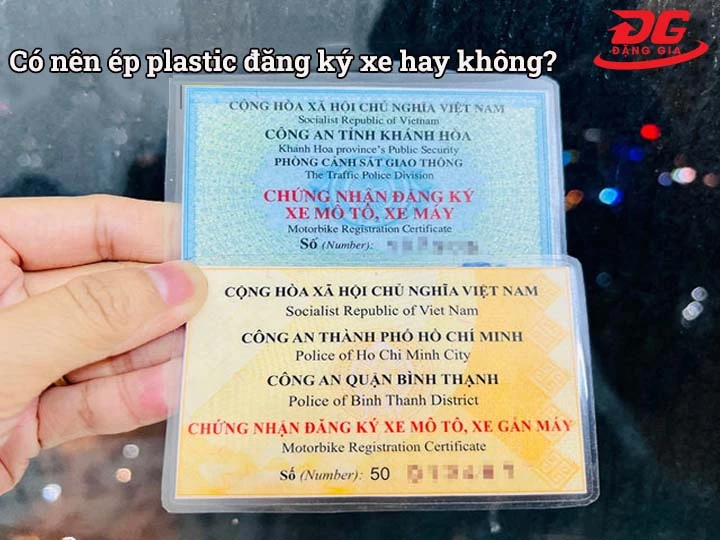 Có nên ép plastic đăng ký xe hay không?
ĐG
ĐẶNG GIA
CỘNG HÒA XÃ HỘI CHỦ NGHĨA VIỆT NAM
Socialist Republic of Vietnam
CÔNG AN TỈNH KHÁNH HÒA
Khanh Hoa province's Public Security
PHÒNG CẢNH SÁT GIAO THÔNG
The Traffic Police Division
CHỨNG NHẬN ĐĂNG KÝ
XE MÔ TÔ, XE MÁY
Motorbike Registration Certificate
Số (Number):
CỘNG HÒA XÃ HỘI CHỦ NGHĨA VIỆT NAM
Socialist Republic of Viet Nam
CÔNG AN THÀNH PHỐ HỒ CHÍ MINH
Police of Ho Chi Minh City
CÔNG AN QUẬN BÌNH THẠNH
Police of Binh Thanh District
CHỨNG NHẬN ĐĂNG KÝ XE MÔ TÔ, XE GẮN MÁY
Motorbike Registration Certificate
Số (Number): 50